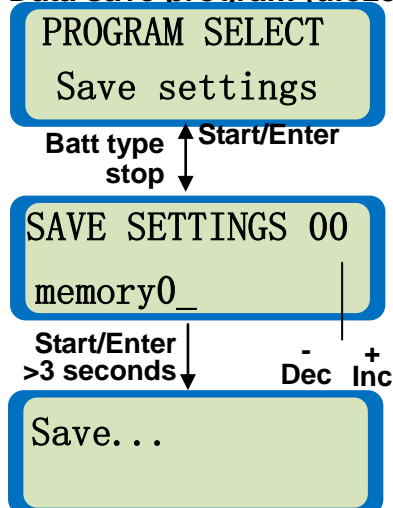 PROGRAM SELECT
Save settings
Batt type
stop
Start/Enter
SAVE SETTINGS 00
memory0_
Start/Enter
>3 seconds
-
Dec
+
Inc
Save...